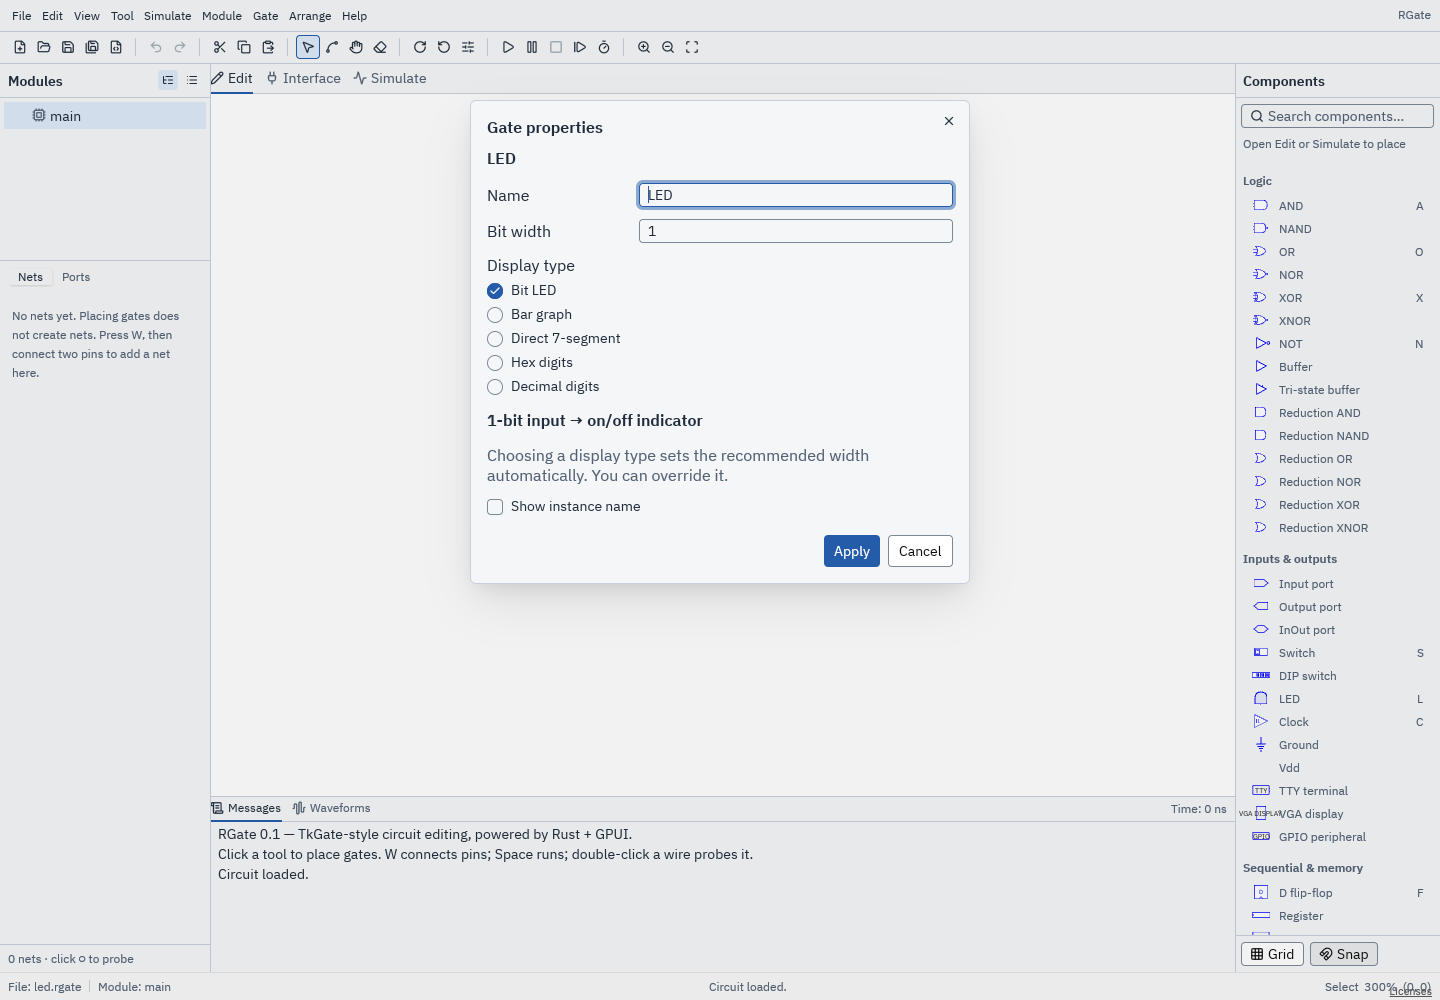 File Edit View Tool Simulate Module Gate Arrange Help
RGate
Modules
main
Edit Interface Simulate
Gate properties
LED
Name LED
Bit width 1
Display type
Bit LED
Bar graph
Direct 7-segment
Hex digits
Decimal digits
1-bit input → on/off indicator
Choosing a display type sets the recommended width
automatically. You can override it.
Show instance name
Apply Cancel
Nets Ports
No nets yet. Placing gates does
not create nets. Press W, then
connect two pins to add a net
here.
0 nets · click o to probe
Messages Waveforms
Time: 0 ns
RGate 0.1 — TkGate-style circuit editing, powered by Rust + GPUI.
Click a tool to place gates. W connects pins; Space runs; double-click a wire probes it.
Circuit loaded.
Components
Search components...
Open Edit or Simulate to place
Logic
AND A
NAND
OR O
NOR
XOR X
XNOR
NOT N
Buffer
Tri-state buffer
Reduction AND
Reduction NAND
Reduction OR
Reduction NOR
Reduction XOR
Reduction XNOR
Inputs & outputs
Input port
Output port
InOut port
Switch S
DIP switch
LED L
Clock C
Ground
Vdd
TTY TTY terminal
VGA DISPLAY VGA display
GPIO GPIO peripheral
Sequential & memory
D D flip-flop F
Register
Grid Snap
File: led.rgate Module: main
Circuit loaded.
Select 300% (0, 0)
Licenses